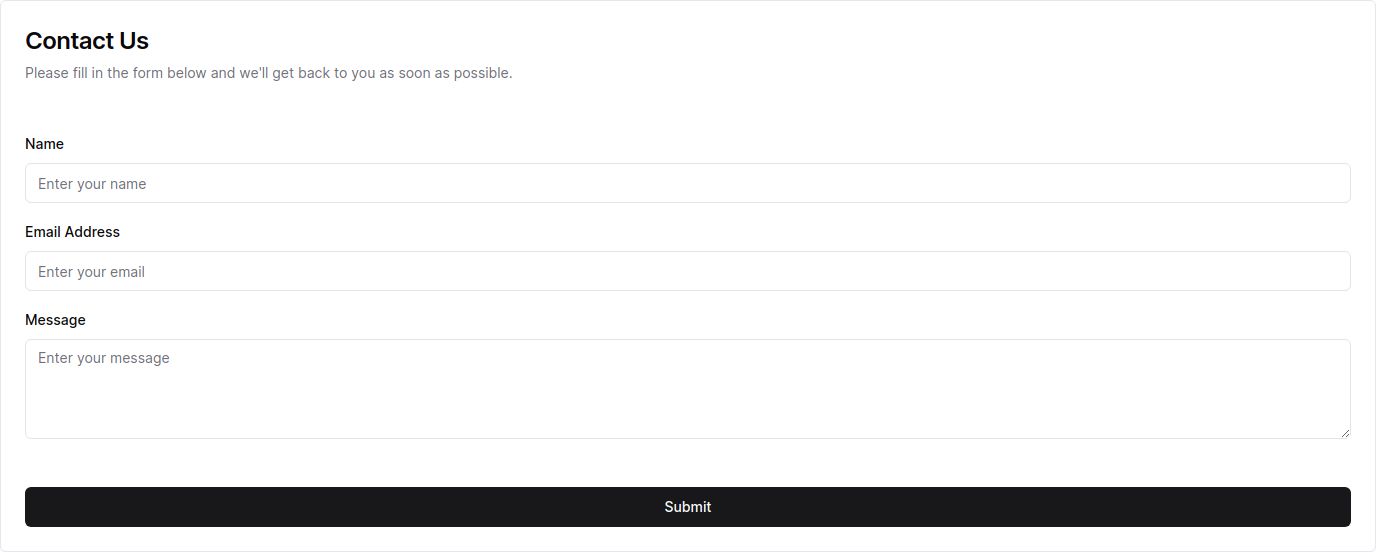 Contact Us
Please fill in the form below and we'll get back to you as soon as possible.
Name
Enter your name
Email Address
Enter your email
Message
Enter your message
Submit